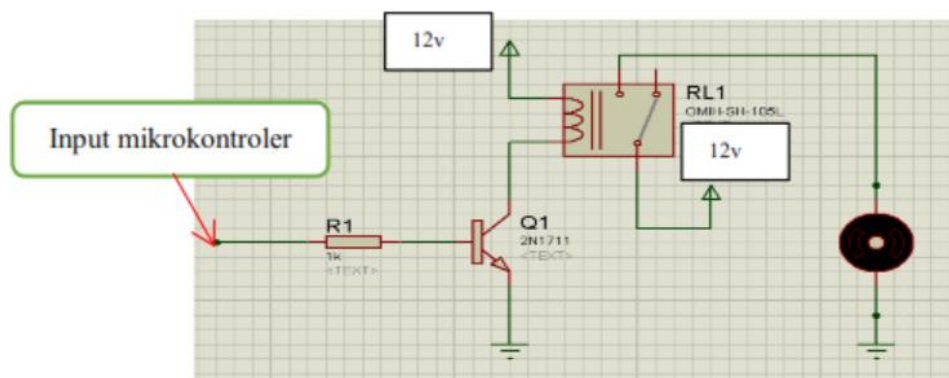 12v
RL1
OMIH-SH-105L
12v
Input mikrokontroler
R1
1k
<TEXT>
Q1
2N1711
<TEXT>